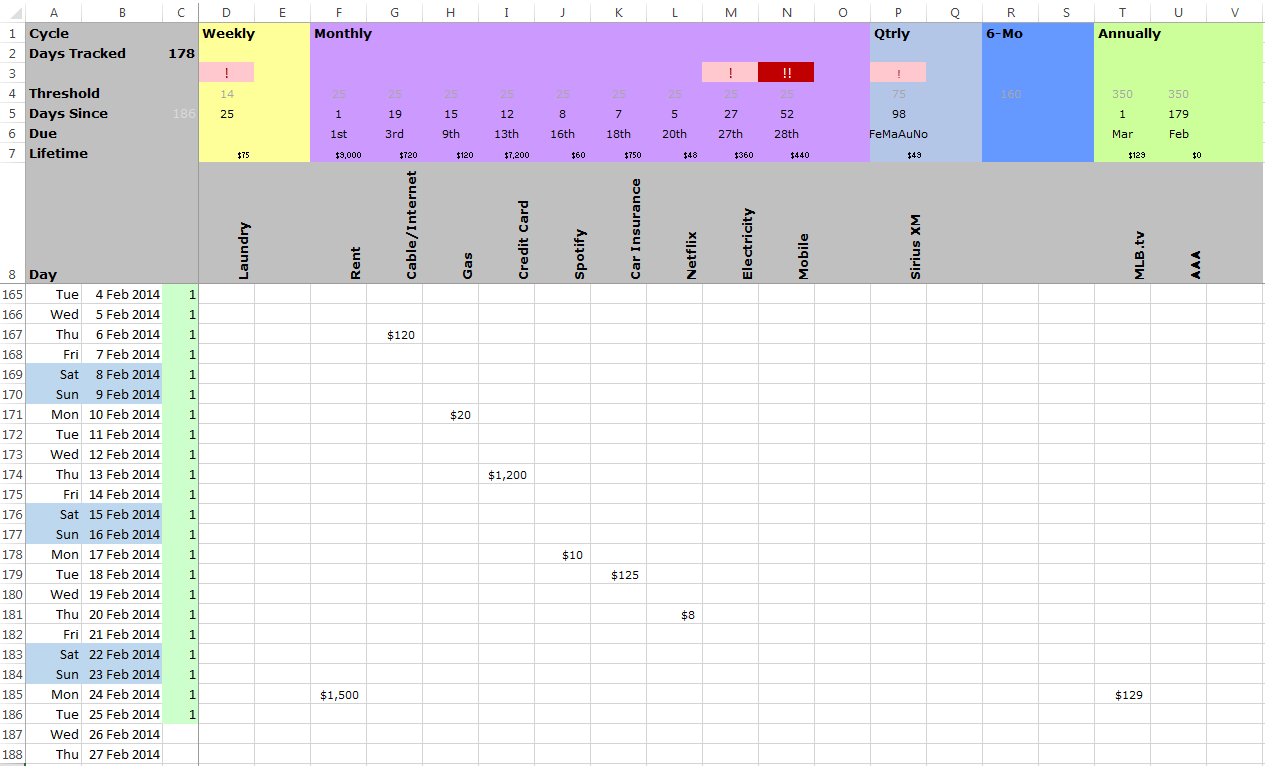 A B C D E F G H I J K L M N O P Q R S T U V
1 Cycle Weekly Monthly Qtrly 6-Mo Annually
2 Days Tracked 178
3 ! ! !! !
4 Threshold 14 25 25 25 25 25 25 25 25 25 75 160 350 350
5 Days Since 186 25 1 19 15 12 8 7 5 27 52 98 1 179
6 Due 1st 3rd 9th 13th 16th 18th 20th 27th 28th FeMaAuNo Mar Feb
7 Lifetime $75 $9,000 $720 $120 $7,200 $60 $750 $48 $360 $440 $49 $129 $0
8 Day Laundry Rent Cable/Internet Gas Credit Card Spotify Car Insurance Netflix Electricity Mobile Sirius XM MLB.tv AAA
165 Tue 4 Feb 2014 1
166 Wed 5 Feb 2014 1
167 Thu 6 Feb 2014 1 $120
168 Fri 7 Feb 2014 1
169 Sat 8 Feb 2014 1
170 Sun 9 Feb 2014 1
171 Mon 10 Feb 2014 1 $20
172 Tue 11 Feb 2014 1
173 Wed 12 Feb 2014 1
174 Thu 13 Feb 2014 1 $1,200
175 Fri 14 Feb 2014 1
176 Sat 15 Feb 2014 1
177 Sun 16 Feb 2014 1
178 Mon 17 Feb 2014 1 $10
179 Tue 18 Feb 2014 1 $125
180 Wed 19 Feb 2014 1
181 Thu 20 Feb 2014 1 $8
182 Fri 21 Feb 2014 1
183 Sat 22 Feb 2014 1
184 Sun 23 Feb 2014 1
185 Mon 24 Feb 2014 1 $1,500 $129
186 Tue 25 Feb 2014 1
187 Wed 26 Feb 2014
188 Thu 27 Feb 2014